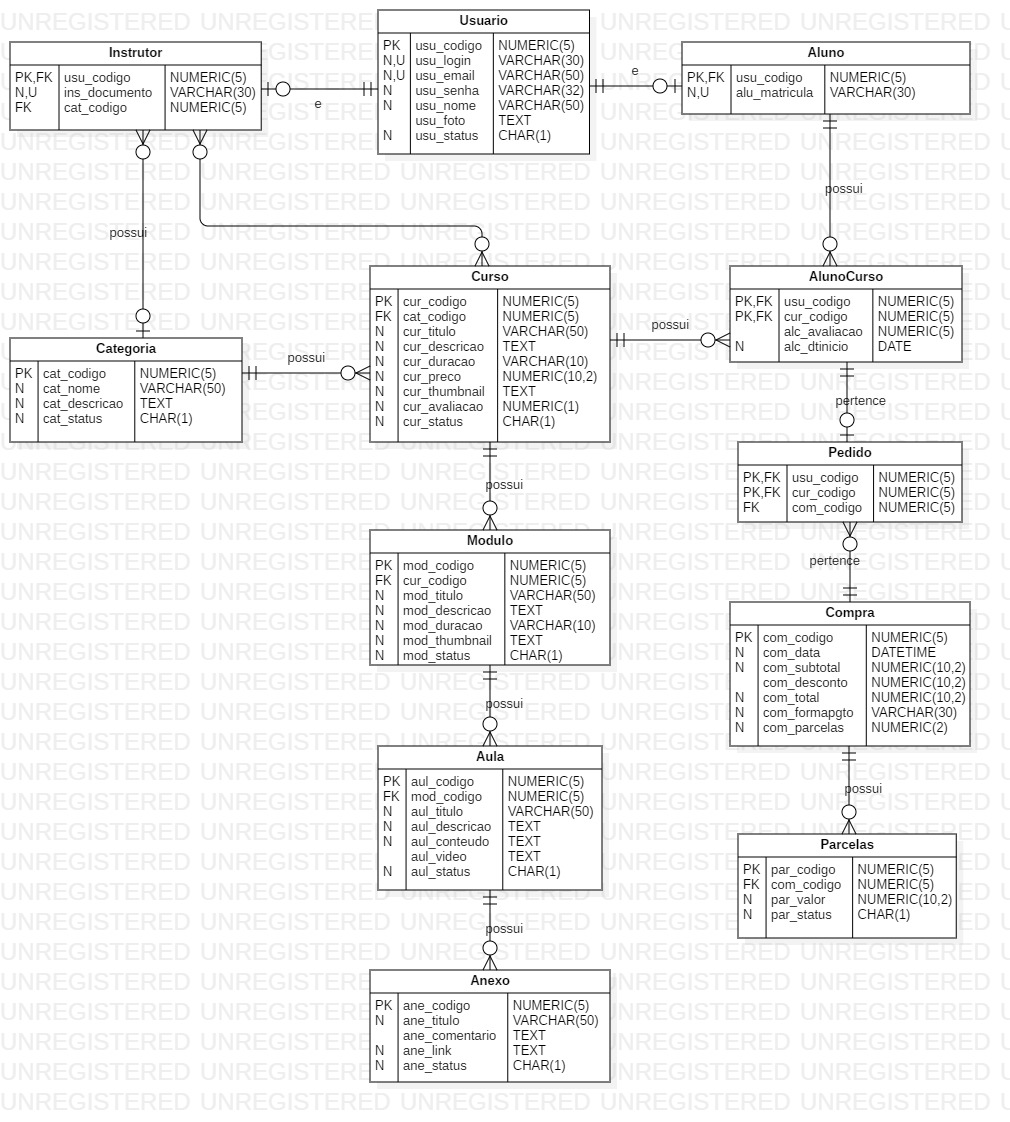 Usuario
PK usu_codigo NUMERIC(5)
N,U usu_login VARCHAR(30)
N,U usu_email VARCHAR(50)
N usu_senha VARCHAR(32)
N usu_nome VARCHAR(50)
usu_foto TEXT
N usu_status CHAR(1)
Instrutor
PK,FK usu_codigo NUMERIC(5)
N,U ins_documento VARCHAR(30)
FK cat_codigo NUMERIC(5)
e
e
Aluno
PK,FK usu_codigo NUMERIC(5)
N,U alu_matricula VARCHAR(30)
possui
possui
Curso
PK cur_codigo NUMERIC(5)
FK cat_codigo NUMERIC(5)
N cur_titulo VARCHAR(50)
N cur_descricao TEXT
N cur_duracao VARCHAR(10)
N cur_preco NUMERIC(10,2)
N cur_thumbnail TEXT
N cur_avaliacao NUMERIC(1)
N cur_status CHAR(1)
possui
AlunoCurso
PK,FK usu_codigo NUMERIC(5)
PK,FK cur_codigo NUMERIC(5)
alc_avaliacao NUMERIC(5)
N alc_dtinicio DATE
Categoria
PK cat_codigo NUMERIC(5)
N cat_nome VARCHAR(50)
N cat_descricao TEXT
N cat_status CHAR(1)
possui
pertence
Pedido
PK,FK usu_codigo NUMERIC(5)
PK,FK cur_codigo NUMERIC(5)
FK com_codigo NUMERIC(5)
possui
Modulo
PK mod_codigo NUMERIC(5)
FK cur_codigo NUMERIC(5)
N mod_titulo VARCHAR(50)
N mod_descricao TEXT
N mod_duracao VARCHAR(10)
N mod_thumbnail TEXT
N mod_status CHAR(1)
pertence
Compra
PK com_codigo NUMERIC(5)
N com_data DATETIME
N com_subtotal NUMERIC(10,2)
com_desconto NUMERIC(10,2)
N com_total NUMERIC(10,2)
N com_formapgto VARCHAR(30)
N com_parcelas NUMERIC(2)
possui
Aula
PK aul_codigo NUMERIC(5)
FK mod_codigo NUMERIC(5)
N aul_titulo VARCHAR(50)
N aul_descricao TEXT
N aul_conteudo TEXT
aul_video TEXT
N aul_status CHAR(1)
possui
Parcelas
PK par_codigo NUMERIC(5)
FK com_codigo NUMERIC(5)
N par_valor NUMERIC(10,2)
N par_status CHAR(1)
possui
Anexo
PK ane_codigo NUMERIC(5)
N ane_titulo VARCHAR(50)
ane_comentario TEXT
N ane_link TEXT
N ane_status CHAR(1)
UNREGISTERED UNREGISTERED UNREGISTERED UNREGISTERED UNREGISTERED